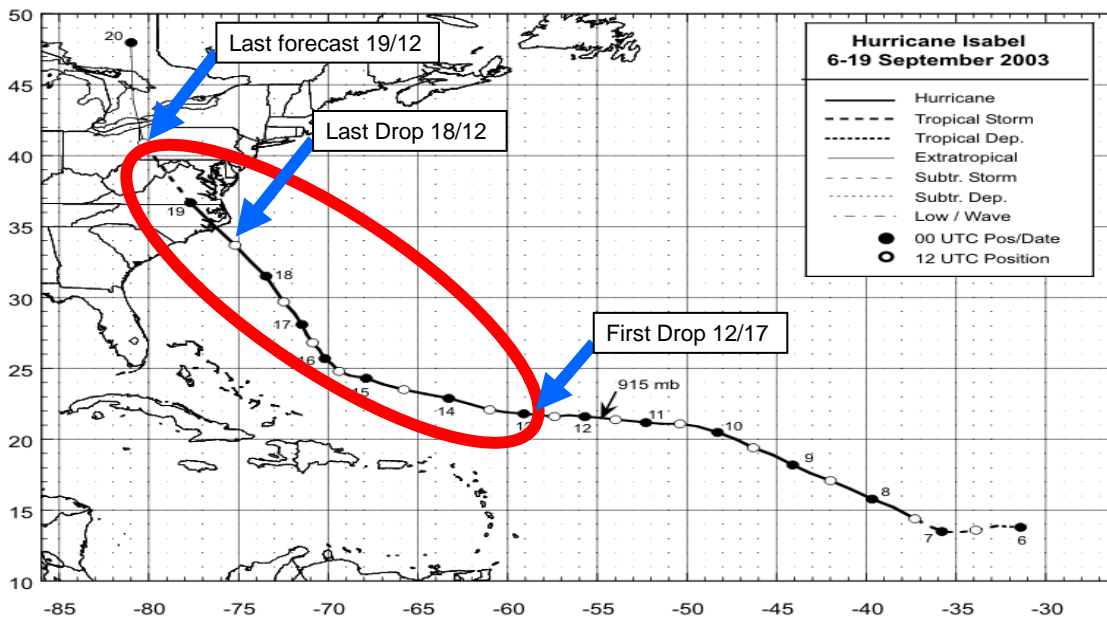 Hurricane Isabel
6-19 September 2003
Hurricane
Tropical Storm
Tropical Dep.
Extratropical
Subtr. Storm
Subtr. Dep.
Low / Wave
00 UTC Pos/Date
12 UTC Position
Last forecast 19/12
Last Drop 18/12
First Drop 12/17
915 mb
20
19
18
17
16
15
14
13
12
11
10
9
8
7
6
50
45
40
35
30
25
20
15
10
-85
-80
-75
-70
-65
-60
-55
-50
-45
-40
-35
-30